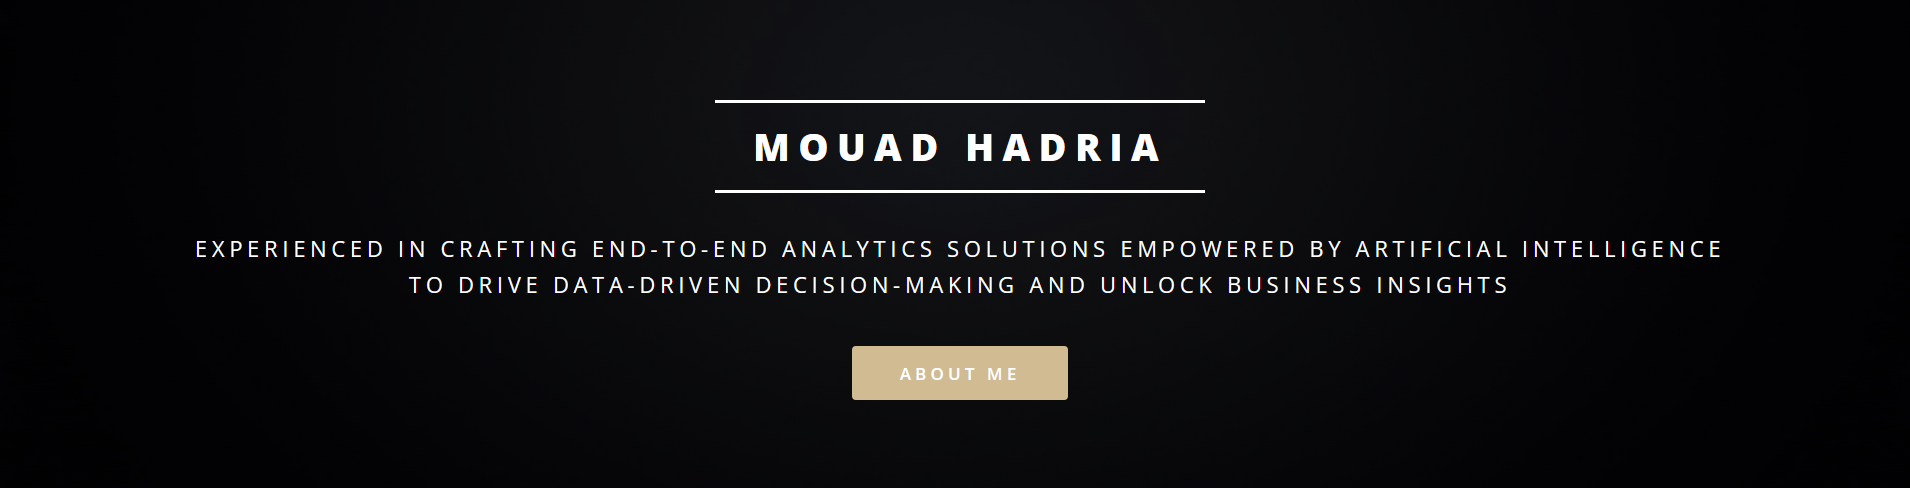 MOUAD HADRIA
EXPERIENCED IN CRAFTING END-TO-END ANALYTICS SOLUTIONS EMPOWERED BY ARTIFICIAL INTELLIGENCE
TO DRIVE DATA-DRIVEN DECISION-MAKING AND UNLOCK BUSINESS INSIGHTS
ABOUT ME